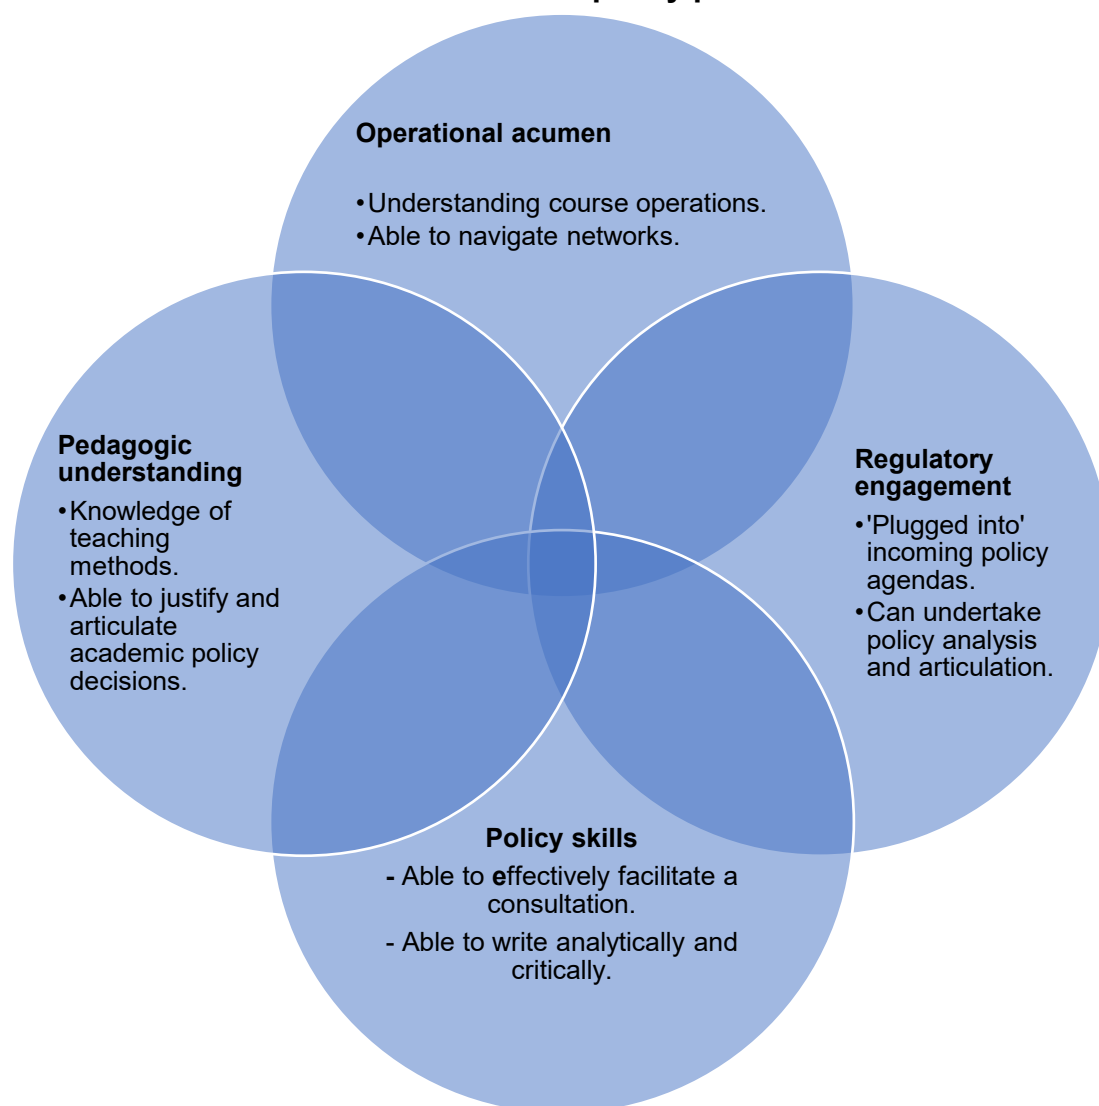 Operational acumen
•Understanding course operations.
•Able to navigate networks.
Pedagogic
understanding
•Knowledge of
teaching
methods.
•Able to justify and
articulate
academic policy
decisions.
Regulatory
engagement
•'Plugged into'
incoming policy
agendas.
•Can undertake
policy analysis
and articulation.
Policy skills
- Able to effectively facilitate a
consultation.
- Able to write analytically and
critically.